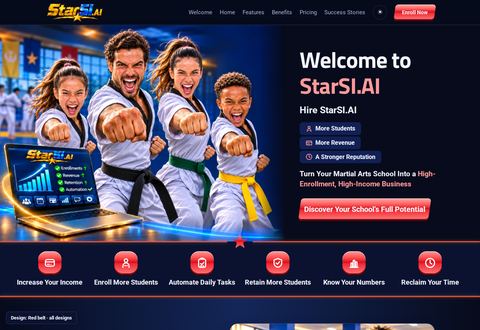 StarSI.AI
Welcome
Home
Features
Benefits
Pricing
Success Stories
Enroll Now
Welcome to
StarSI.AI
Hire StarSI.AI
More Students
More Revenue
A Stronger Reputation
Turn Your Martial Arts School Into a High-
Enrollment, High-Income Business
Discover Your School's Full Potential
StarSI.AI
Enrollments
Revenue
Retention
Automation
Increase Your Income
Enroll More Students
Automate Daily Tasks
Retain More Students
Know Your Numbers
Reclaim Your Time
Design: Red belt · all designs